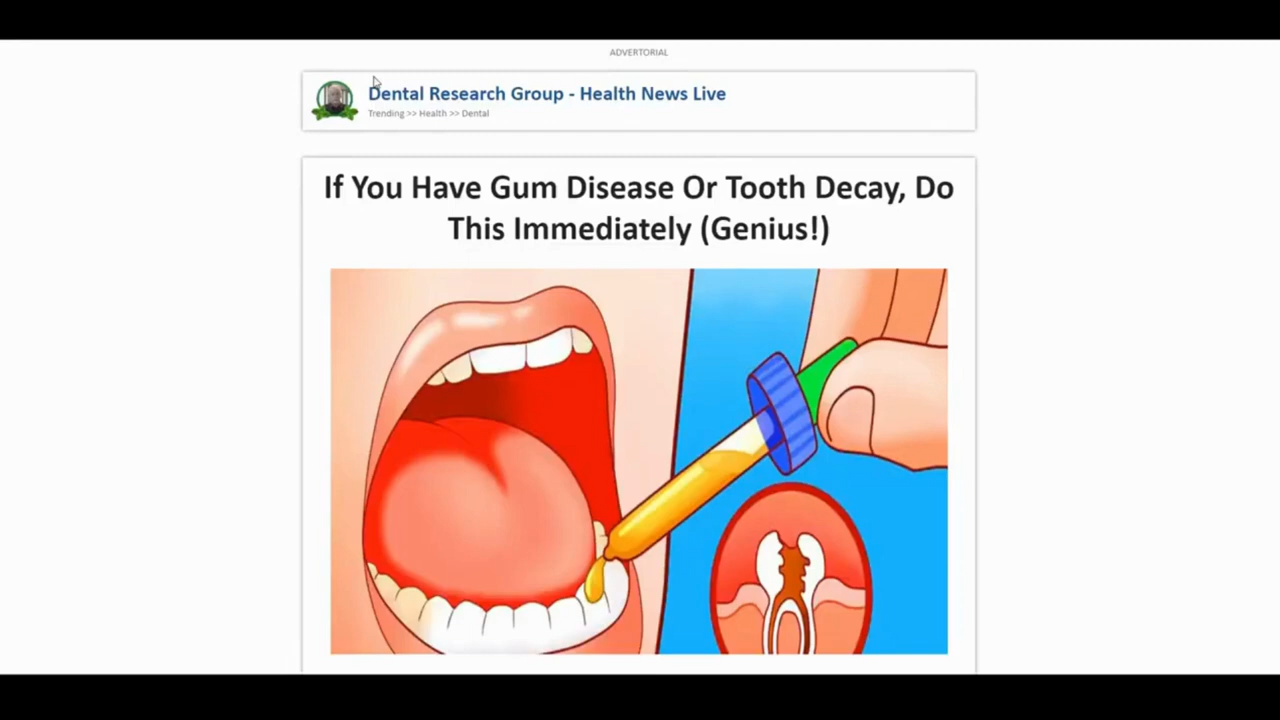 ADVERTORIAL
Dental Research Group - Health News Live
Trending >> Health >> Dental
If You Have Gum Disease Or Tooth Decay, Do
This Immediately (Genius!)